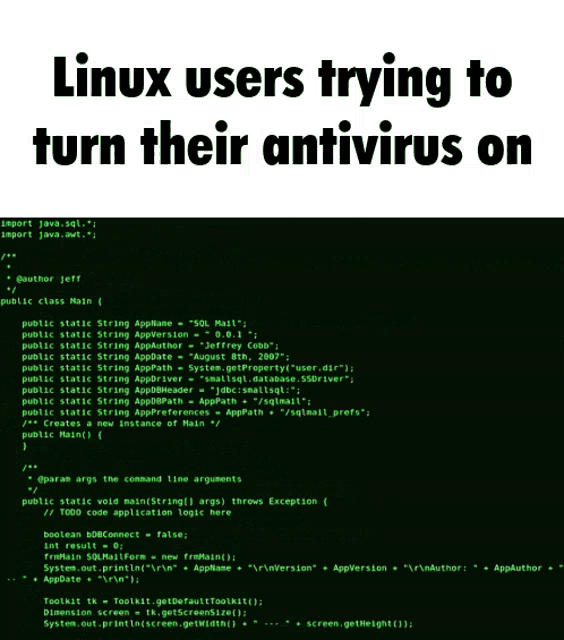 Linux users trying to
turn their antivirus on
import java.sql.*;
import java.awt.*;
/**
*
* @author jeff
*/
public class Main {
public static String AppName = "SQL Mail";
public static String AppVersion = " 0.0.1 ";
public static String AppAuthor = "Jeffrey Cobb";
public static String AppDate = "August 8th, 2007";
public static String AppPath = System.getProperty("user.dir");
public static String AppDriver = "smallsql.database.SSDriver";
public static String AppDBHeader = "jdbc:smallsql:";
public static String AppDBPath = AppPath + "/sqlmail";
public static String AppPreferences = AppPath + "/sqlmail_prefs";
/** Creates a new instance of Main */
public Main() {
}
/**
* @param args the command line arguments
*/
public static void main(String[] args) throws Exception {
// TODO code application logic here
boolean bDBConnect = false;
int result = 0;
frmMain SQLMailForm = new frmMain();
System.out.println("\r\n" + AppName + "\r\nVersion" + AppVersion + "\r\nAuthor: " + AppAuthor + "
-- " + AppDate + "\r\n");
Toolkit tk = Toolkit.getDefaultToolkit();
Dimension screen = tk.getScreenSize();
System.out.println(screen.getWidth() + " --- " + screen.getHeight());